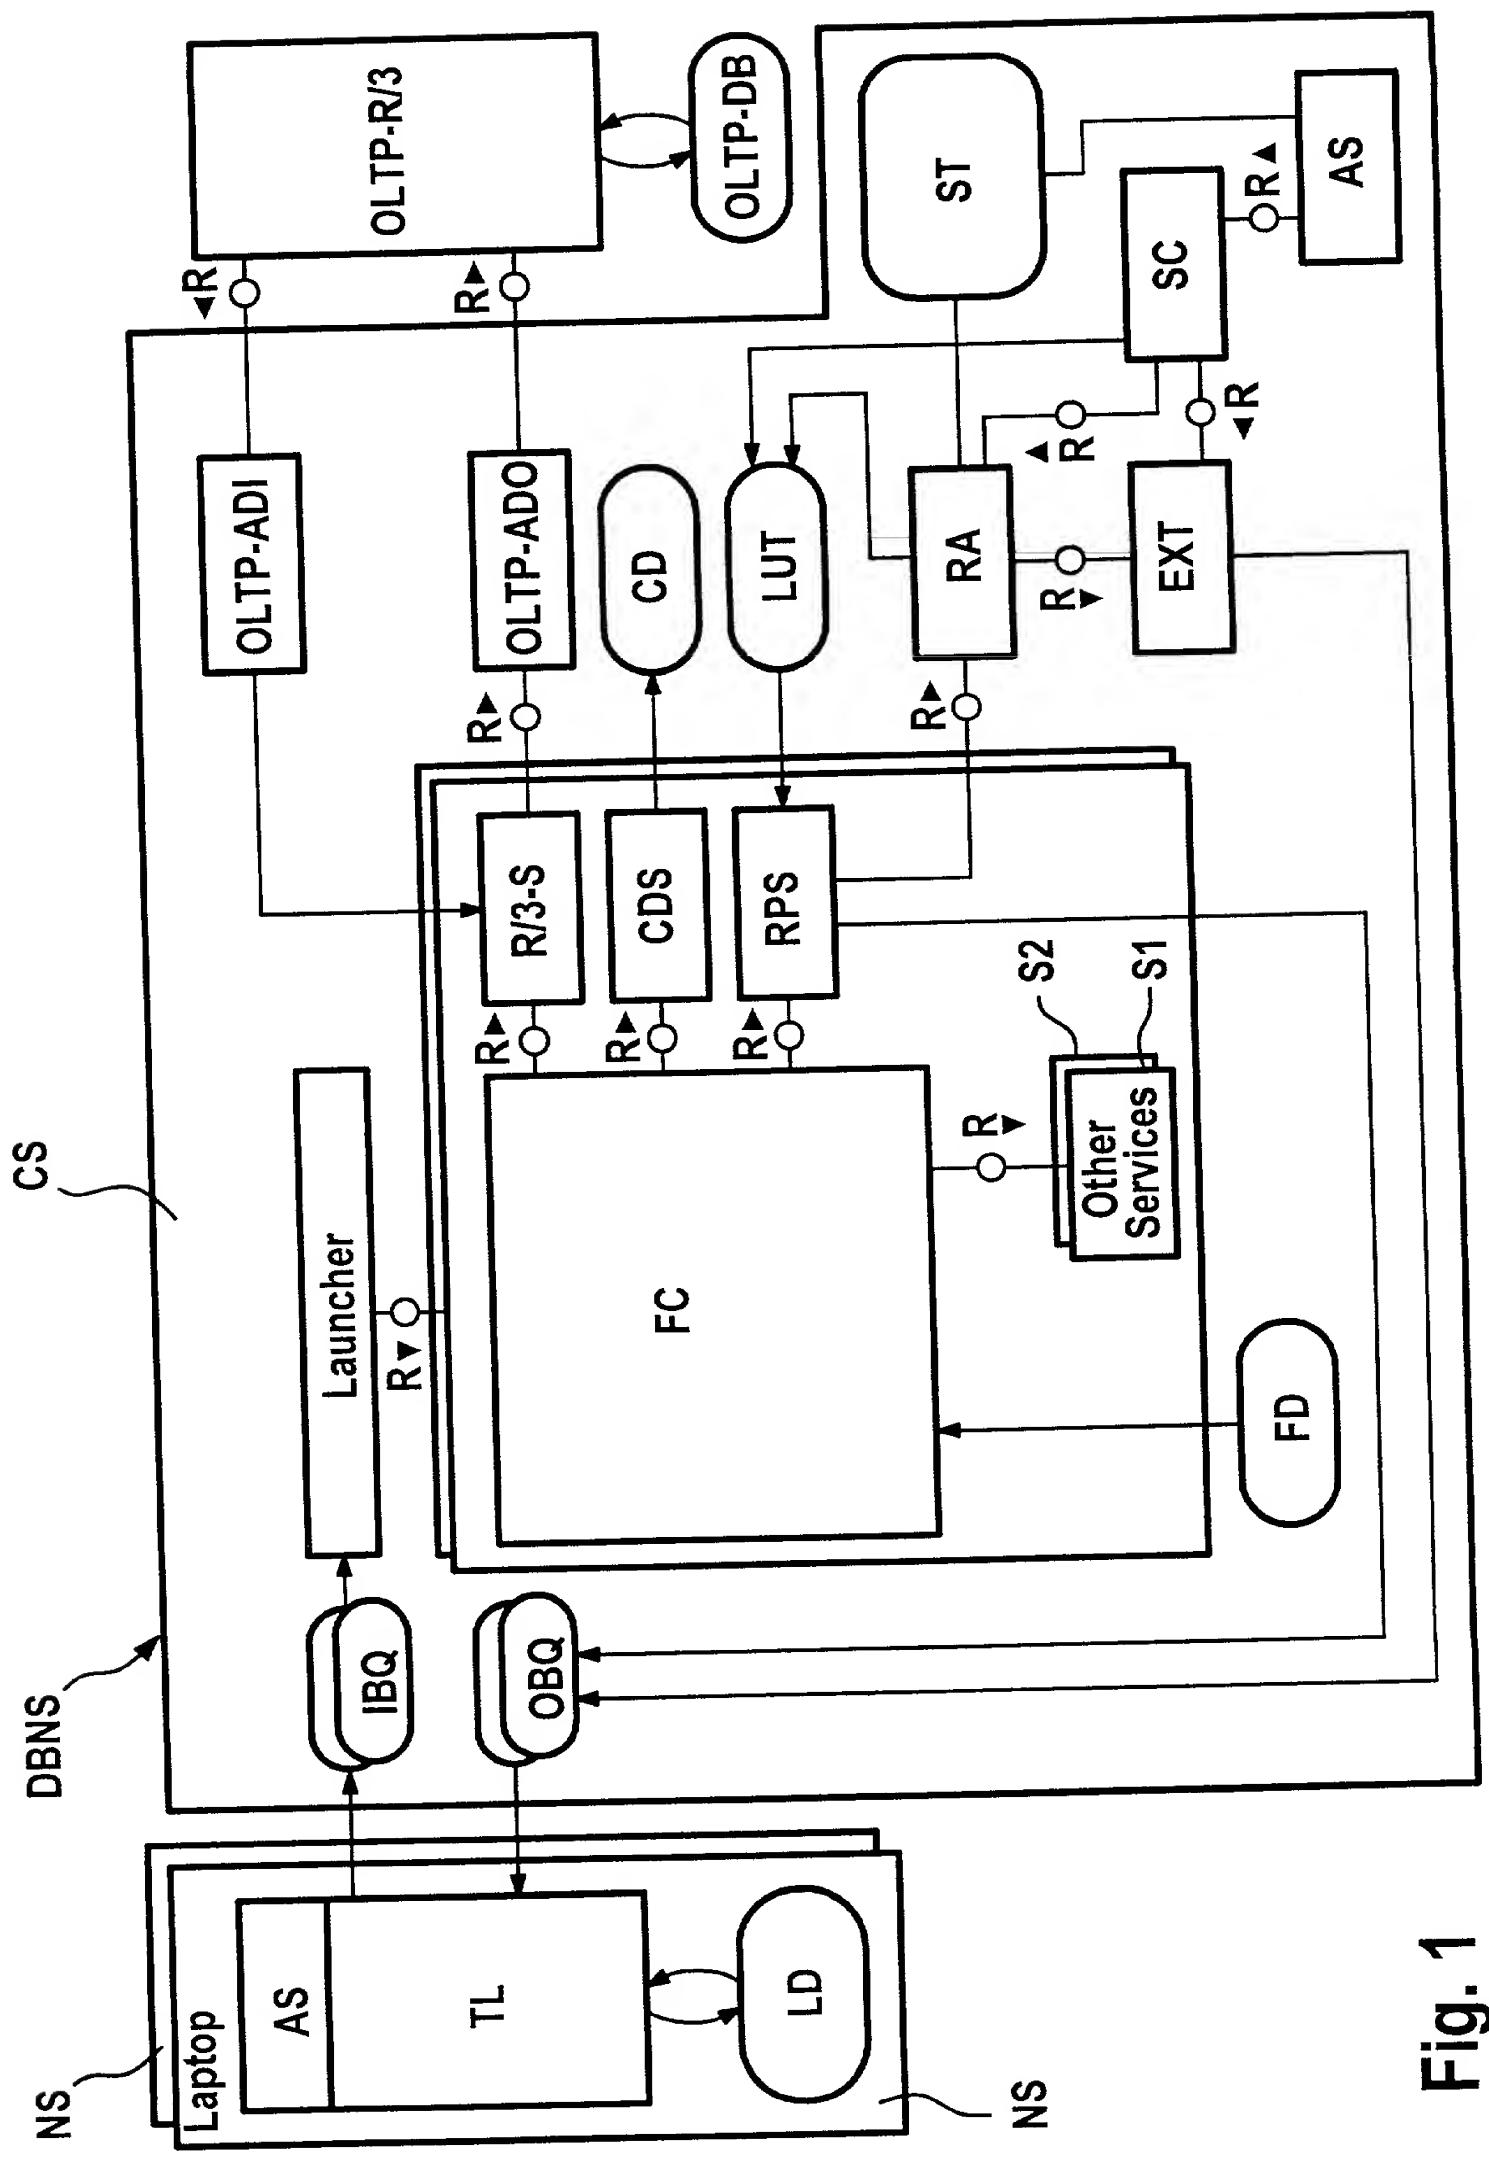 DBNS
CS
NS
Laptop
AS
TL
LD
NS
IBQ
OBQ
Launcher
R
FC
FD
R
R
R
R
Other
Services
S2
S1
R/3-S
CDS
RPS
R
R
OLTP-ADI
OLTP-ADO
CD
LUT
RA
R
EXT
R
R
R
R
OLTP-R/3
OLTP-DB
ST
SC
R
AS
Fig. 1